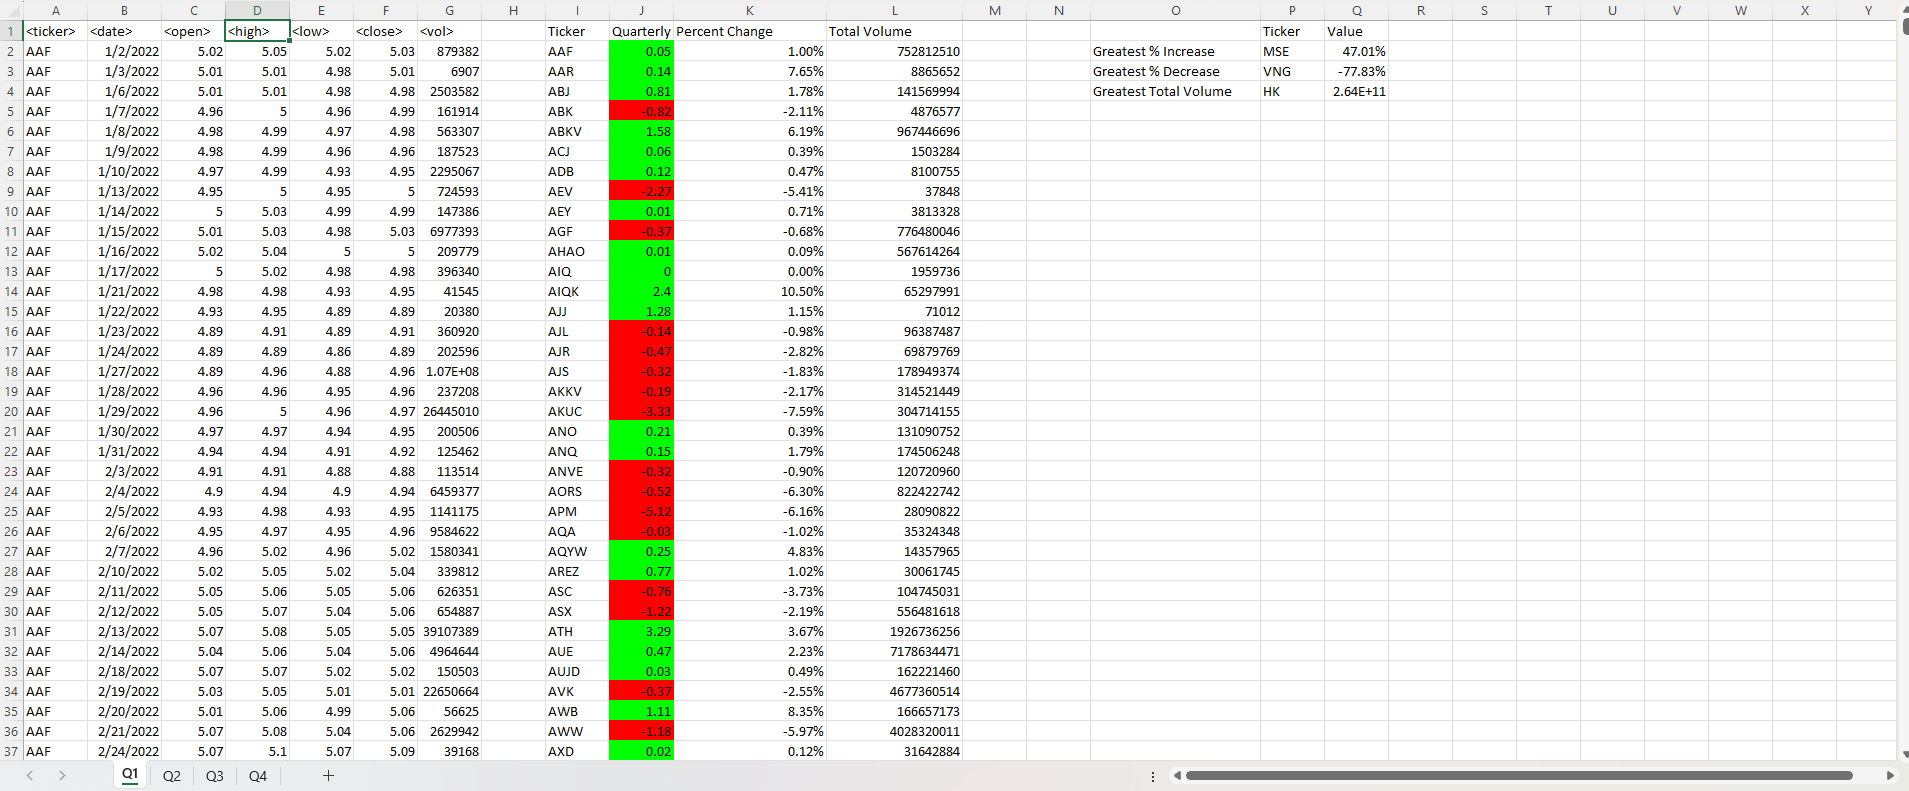 A B C D E F G H I J K L M N O P Q R S T U V W X Y
1 <ticker> <date> <open> <high> <low> <close> <vol> Ticker Quarterly Percent Change Total Volume Ticker Value
2 AAF 1/2/2022 5.02 5.05 5.02 5.03 879382 AAF 0.05 1.00% 752812510 Greatest % Increase MSE 47.01%
3 AAF 1/3/2022 5.01 5.01 4.98 5.01 6907 AAR 0.14 7.65% 8865652 Greatest % Decrease VNG -77.83%
4 AAF 1/6/2022 5.01 5.01 4.98 4.98 2503582 ABJ 0.81 1.78% 141569994 Greatest Total Volume HK 2.64E+11
5 AAF 1/7/2022 4.96 5 4.96 4.99 161914 ABK -0.82 -2.11% 4876577
6 AAF 1/8/2022 4.98 4.99 4.97 4.98 563307 ABKV 1.58 6.19% 967446696
7 AAF 1/9/2022 4.98 4.99 4.96 4.96 187523 ACJ 0.06 0.39% 1503284
8 AAF 1/10/2022 4.97 4.99 4.93 4.95 2295067 ADB 0.12 0.47% 8100755
9 AAF 1/13/2022 4.95 5 4.95 5 724593 AEV -2.27 -5.41% 37848
10 AAF 1/14/2022 5 5.03 4.99 4.99 147386 AEY 0.01 0.71% 3813328
11 AAF 1/15/2022 5.01 5.03 4.98 5.03 6977393 AGF -0.37 -0.68% 776480046
12 AAF 1/16/2022 5.02 5.04 5 5 209779 AHAO 0.01 0.09% 567614264
13 AAF 1/17/2022 5 5.02 4.98 4.98 396340 AIQ 0 0.00% 1959736
14 AAF 1/21/2022 4.98 4.98 4.93 4.95 41545 AIQK 2.4 10.50% 65297991
15 AAF 1/22/2022 4.93 4.95 4.89 4.89 20380 AJJ 1.28 1.15% 71012
16 AAF 1/23/2022 4.89 4.91 4.89 4.91 360920 AJL -0.14 -0.98% 96387487
17 AAF 1/24/2022 4.89 4.89 4.86 4.89 202596 AJR -0.47 -2.82% 69879769
18 AAF 1/27/2022 4.89 4.96 4.88 4.96 1.07E+08 AJS -0.32 -1.83% 178949374
19 AAF 1/28/2022 4.96 4.96 4.95 4.96 237208 AKKV -0.19 -2.17% 314521449
20 AAF 1/29/2022 4.96 5 4.96 4.97 26445010 AKUC -3.33 -7.59% 304714155
21 AAF 1/30/2022 4.97 4.97 4.94 4.95 200506 ANO 0.21 0.39% 131090752
22 AAF 1/31/2022 4.94 4.94 4.91 4.92 125462 ANQ 0.15 1.79% 174506248
23 AAF 2/3/2022 4.91 4.91 4.88 4.88 113514 ANVE -0.32 -0.90% 120720960
24 AAF 2/4/2022 4.9 4.94 4.9 4.94 6459377 AORS -0.52 -6.30% 822422742
25 AAF 2/5/2022 4.93 4.98 4.93 4.95 1141175 APM -5.12 -6.16% 28090822
26 AAF 2/6/2022 4.95 4.97 4.95 4.96 9584622 AQA -0.03 -1.02% 35324348
27 AAF 2/7/2022 4.96 5.02 4.96 5.02 1580341 AQYW 0.25 4.83% 14357965
28 AAF 2/10/2022 5.02 5.05 5.02 5.04 339812 AREZ 0.77 1.02% 30061745
29 AAF 2/11/2022 5.05 5.06 5.05 5.06 626351 ASC -0.76 -3.73% 104745031
30 AAF 2/12/2022 5.05 5.07 5.04 5.06 654887 ASX -1.22 -2.19% 556481618
31 AAF 2/13/2022 5.07 5.08 5.05 5.05 39107389 ATH 3.29 3.67% 1926736256
32 AAF 2/14/2022 5.04 5.06 5.04 5.06 4964644 AUE 0.47 2.23% 7178634471
33 AAF 2/18/2022 5.07 5.07 5.02 5.02 150503 AUJD 0.03 0.49% 162221460
34 AAF 2/19/2022 5.03 5.05 5.01 5.01 22650664 AVK -0.37 -2.55% 4677360514
35 AAF 2/20/2022 5.01 5.06 4.99 5.06 56625 AWB 1.11 8.35% 166657173
36 AAF 2/21/2022 5.07 5.08 5.04 5.06 2629942 AWW -1.18 -5.97% 4028320011
37 AAF 2/24/2022 5.07 5.1 5.07 5.09 39168 AXD 0.02 0.12% 31642884
Q1 Q2 Q3 Q4 +